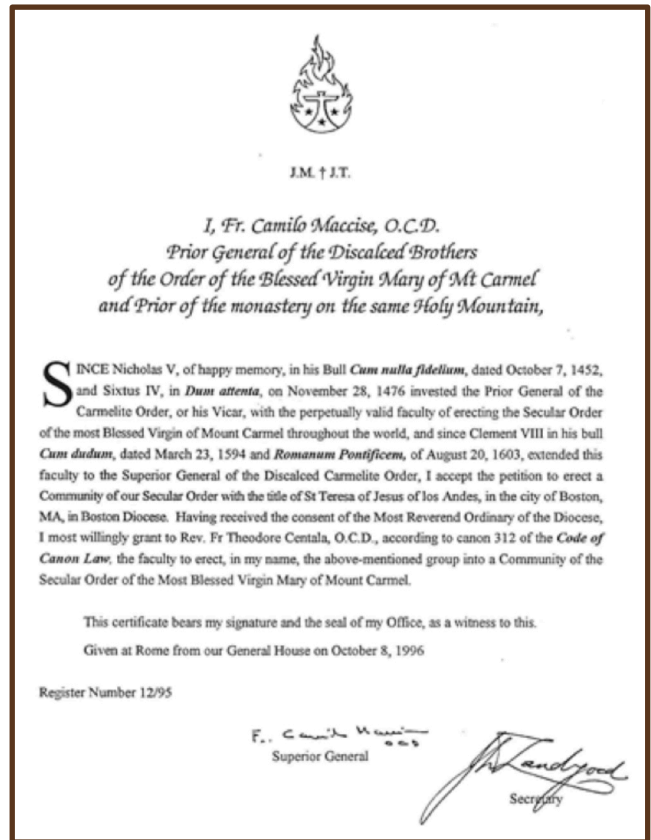 J.M. † J.T.
I, Fr. Camilo Maccise, O.C.D.
Prior General of the Discalced Brothers
of the Order of the Blessed Virgin Mary of Mt Carmel
and Prior of the monastery on the same Holy Mountain,
SINCE Nicholas V, of happy memory, in his Bull Cum nulla fidelium, dated October 7, 1452,
and Sixtus IV, in Dum attenta, on November 28, 1476 invested the Prior General of the
Carmelite Order, or his Vicar, with the perpetually valid faculty of erecting the Secular Order
of the most Blessed Virgin of Mount Carmel throughout the world, and since Clement VIII in his bull
Cum dudum, dated March 23, 1594 and Romanum Pontificem, of August 20, 1603, extended this
faculty to the Superior General of the Discalced Carmelite Order, I accept the petition to erect a
Community of our Secular Order with the title of St Teresa of Jesus of los Andes, in the city of Boston,
MA, in Boston Diocese. Having received the consent of the Most Reverend Ordinary of the Diocese,
I most willingly grant to Rev. Fr Theodore Centala, O.C.D., according to canon 312 of the Code of
Canon Law, the faculty to erect, in my name, the above-mentioned group into a Community of the
Secular Order of the Most Blessed Virgin Mary of Mount Carmel.
This certificate bears my signature and the seal of my Office, as a witness to this.
Given at Rome from our General House on October 8, 1996
Register Number 12/95
F. Camilo Maccise
Superior General
Secretary